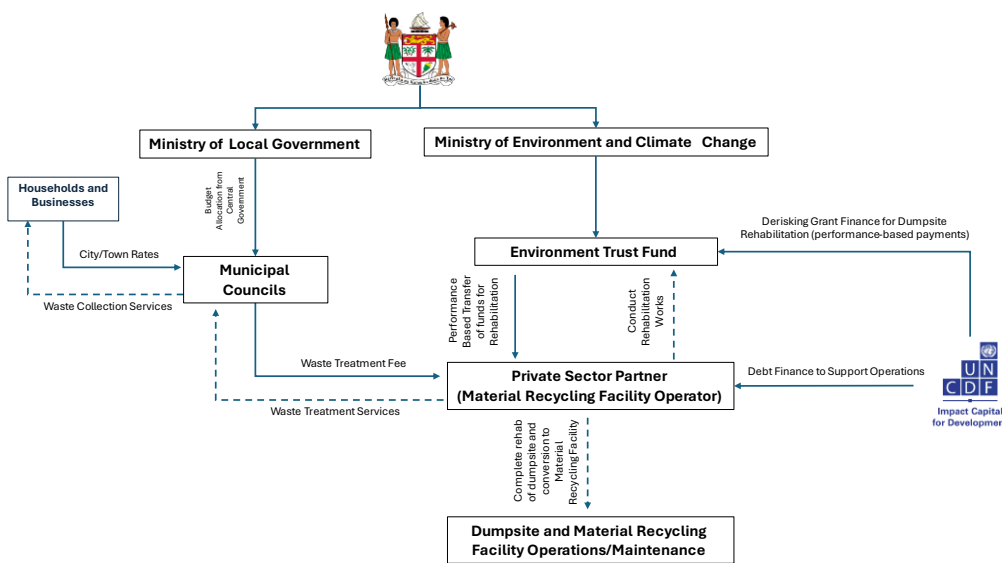 Ministry of Local Government
Ministry of Environment and Climate Change
Budget
Allocation from
Central
Government
Households and
Businesses
City/Town Rates
Municipal
Councils
Waste Collection Services
Environment Trust Fund
Derisking Grant Finance for Dumpsite
Rehabilitation (performance-based payments)
Performance
Based Transfer
of funds for
Rehabilitation
Conduct
Rehabilitation
Works
Waste Treatment Fee
Waste Treatment Services
Private Sector Partner
(Material Recycling Facility Operator)
Debt Finance to Support Operations
U N
C D F
Impact Capital
for Development
Complete rehab
of dumpsite and
conversion to
Material
Recycling Facility
Dumpsite and Material Recycling
Facility Operations/Maintenance